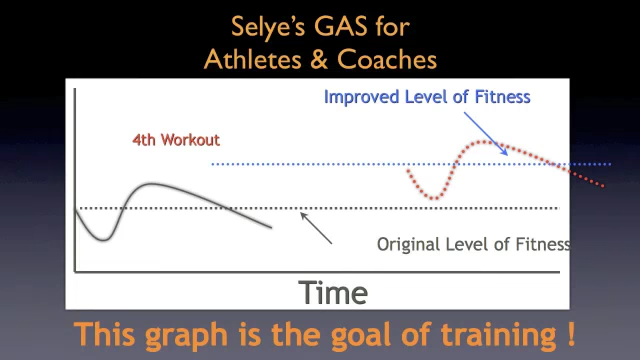 Selye's GAS for
Athletes & Coaches
Improved Level of Fitness
4th Workout
Original Level of Fitness
Time
This graph is the goal of training !